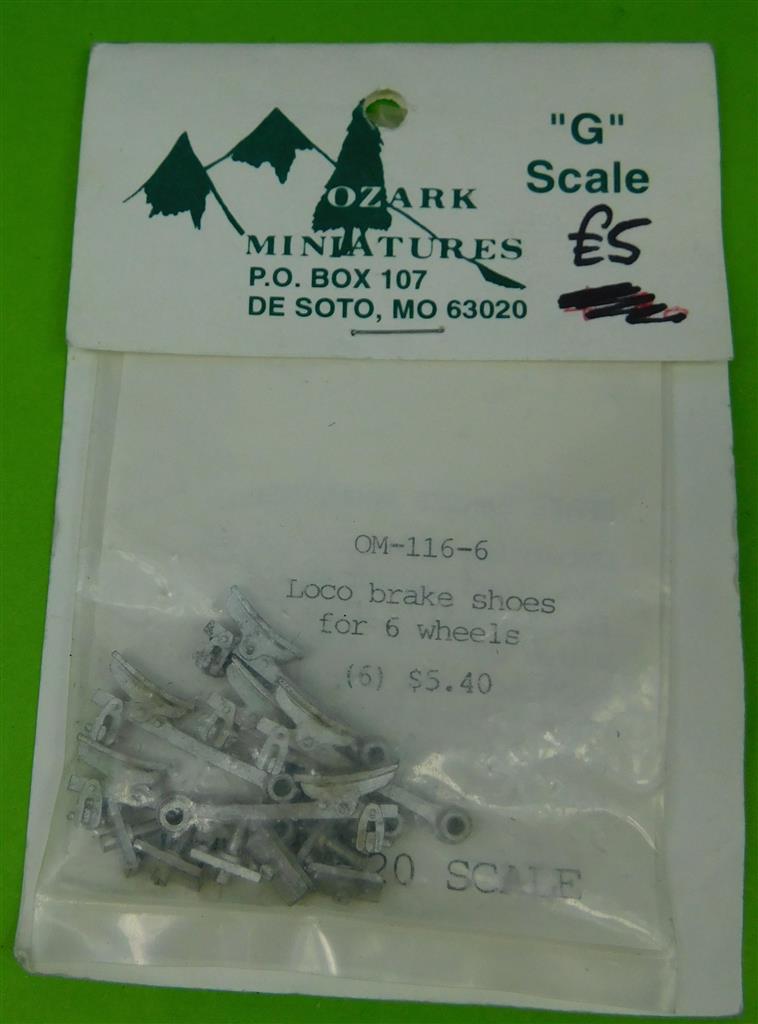 "G"
Scale
OZARK
MINIATURES
P.O. BOX 107
DE SOTO, MO 63020
£5
OM-116-6
Loco brake shoes
for 6 wheels
(6) $5.40
20 SCALE